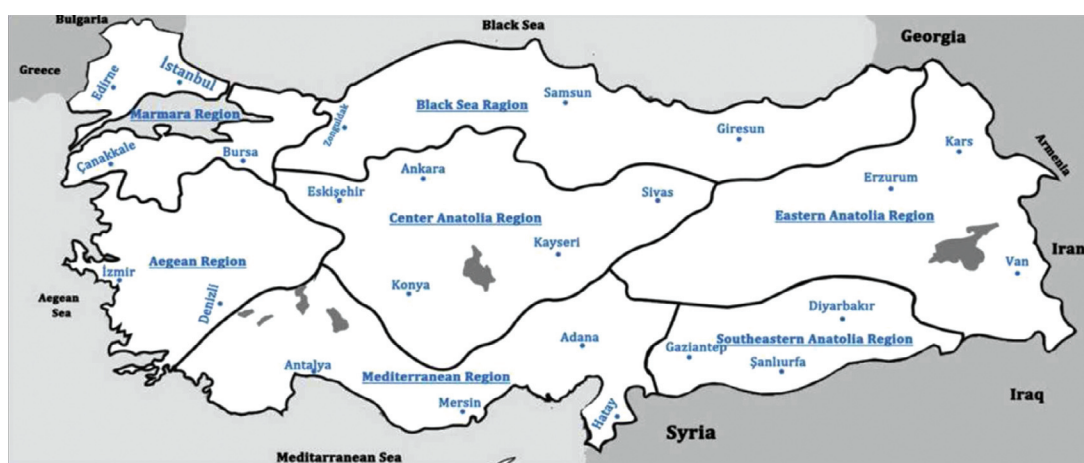 Bulgaria
Black Sea
Georgia
Greece
Edirne
İstanbul
Marmara Region
Çanakkale
Bursa
Zonguldak
Black Sea Ragion
Samsun
Giresun
Kars
Armenia
Ankara
Eskişehir
Sivas
Erzurum
Center Anatolia Region
Eastern Anatolia Region
Kayseri
Konya
Van
Iran
Aegean Region
İzmir
Denizli
Aegean
Sea
Diyarbakır
Southeastern Anatolia Region
Gaziantep
Şanlıurfa
Adana
Antalya
Mediterranean Region
Mersin
Hatay
Iraq
Syria
Meditarranean Sea